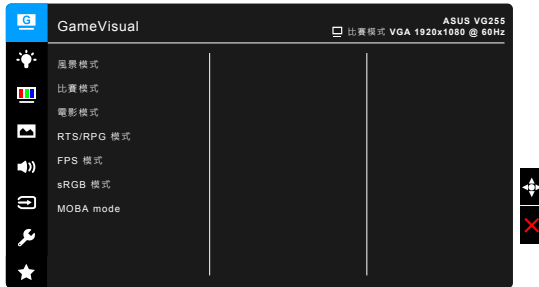 G
GameVisual
ASUS VG255
比賽模式 VGA 1920x1080 @ 60Hz
風景模式
比賽模式
電影模式
RTS/RPG 模式
FPS 模式
sRGB 模式
MOBA mode